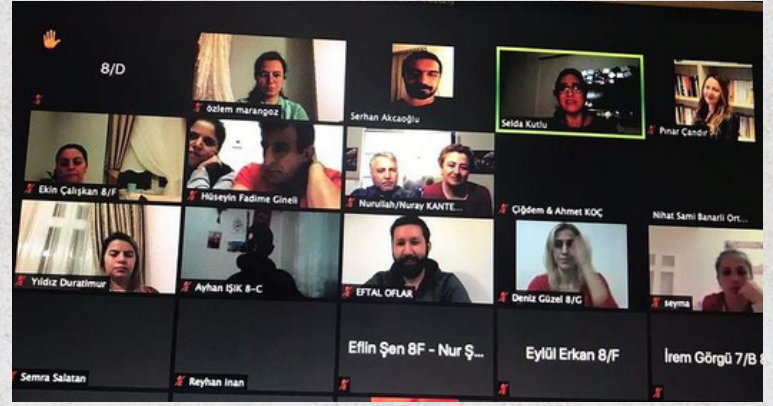 8/D
özlem marangoz
Serhan Akcaoğlu
Selda Kutlu
Pınar Çandır
Ekin Çalışkan 8/F
Hüseyin Fadime Gineli
Nurullah/Nuray KANTE...
Çiğdem & Ahmet KOÇ
Nihat Sami Banarli Ort...
Yıldız Duratimur
Ayhan IŞIK 8-C
EFTAL OFLAR
Deniz Güzel 8/G
seyma
Semra Salatan
Reyhan inan
Eflin Şen 8F - Nur Ş...
Eylül Erkan 8/F
İrem Görgü 7/B 8